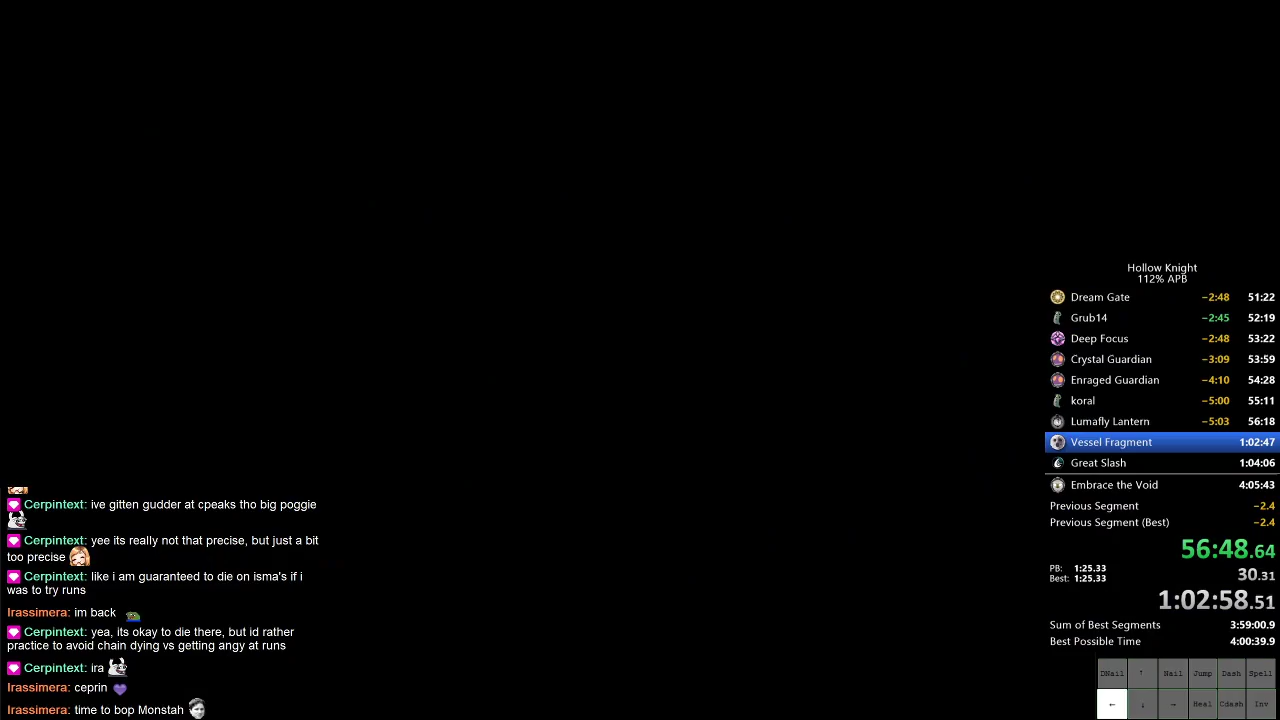 Hollow Knight
112% APB
Dream Gate −2:48 51:22
Grub14 −2:45 52:19
Deep Focus −2:48 53:22
Crystal Guardian −3:09 53:59
Enraged Guardian −4:10 54:28
koral −5:00 55:11
Lumafly Lantern −5:03 56:18
Vessel Fragment 1:02:47
Great Slash 1:04:06
Embrace the Void 4:05:43
Previous Segment −2.4
Previous Segment (Best) −2.4
56:48.64
PB: 1:25.33
Best: 1:25.33
30.31
1:02:58.51
Sum of Best Segments 3:59:00.9
Best Possible Time 4:00:39.9
DNail ↑ Nail Jump Dash Spell
← ↓ → Heal Cdash Inv
Cerpintext: ive gitten gudder at cpeaks tho big poggie
Cerpintext: yee its really not that precise, but just a bit
too precise
Cerpintext: like i am guaranteed to die on isma's if i
was to try runs
Irassimera: im back
Cerpintext: yea, its okay to die there, but id rather
practice to avoid chain dying vs getting angy at runs
Cerpintext: ira
Irassimera: ceprin
Irassimera: time to bop Monstah